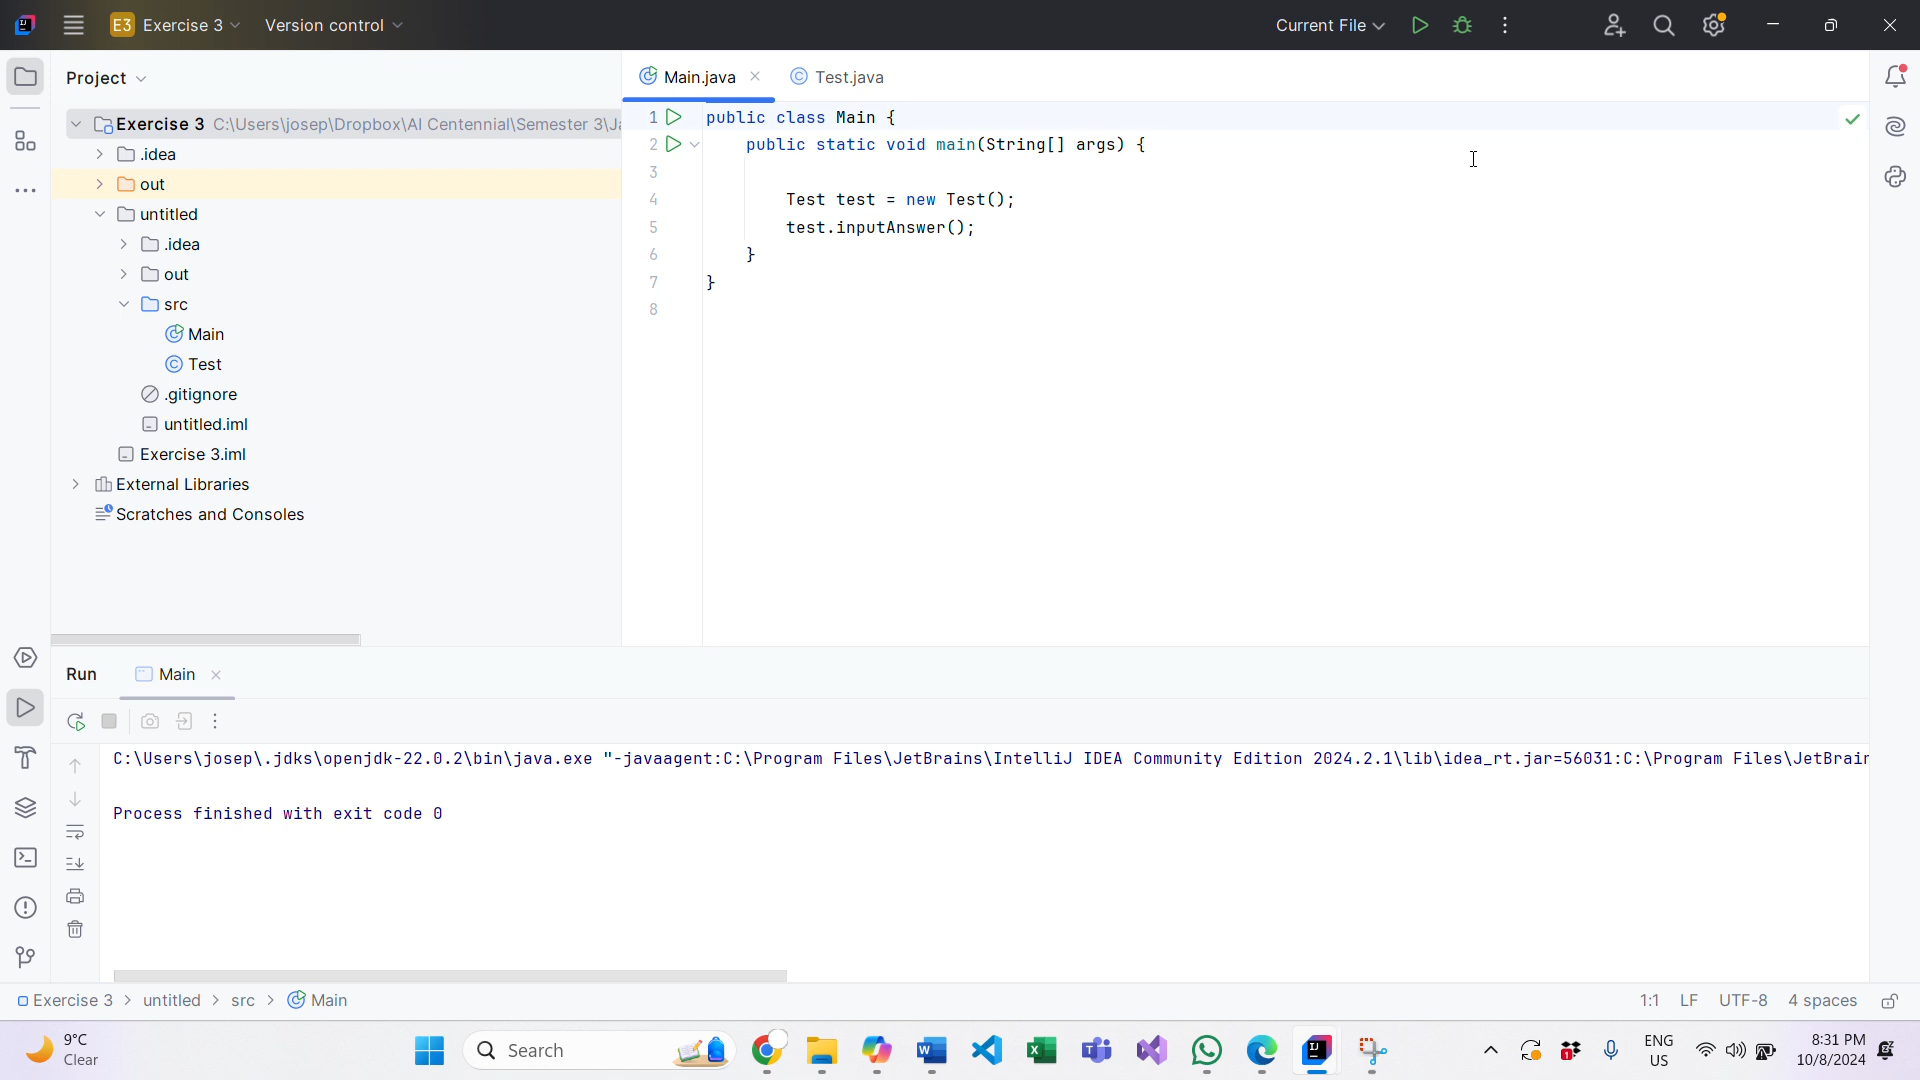 E3 Exercise 3 Version control Current File
Project
Main.java Test.java
Exercise 3 C:\Users\josep\Dropbox\AI Centennial\Semester 3\J
.idea
out
untitled
.idea
out
src
Main
Test
.gitignore
untitled.iml
Exercise 3.iml
External Libraries
Scratches and Consoles
1 public class Main {
2 public static void main(String[] args) {
3
4 Test test = new Test();
5 test.inputAnswer();
6 }
7 }
8
Run Main
C:\Users\josep\.jdks\openjdk-22.0.2\bin\java.exe "-javaagent:C:\Program Files\JetBrains\IntelliJ IDEA Community Edition 2024.2.1\lib\idea_rt.jar=56031:C:\Program Files\JetBrain
Process finished with exit code 0
Exercise 3 > untitled > src > Main 1:1 LF UTF-8 4 spaces
9°C
Clear
Search
ENG
US
8:31 PM
10/8/2024